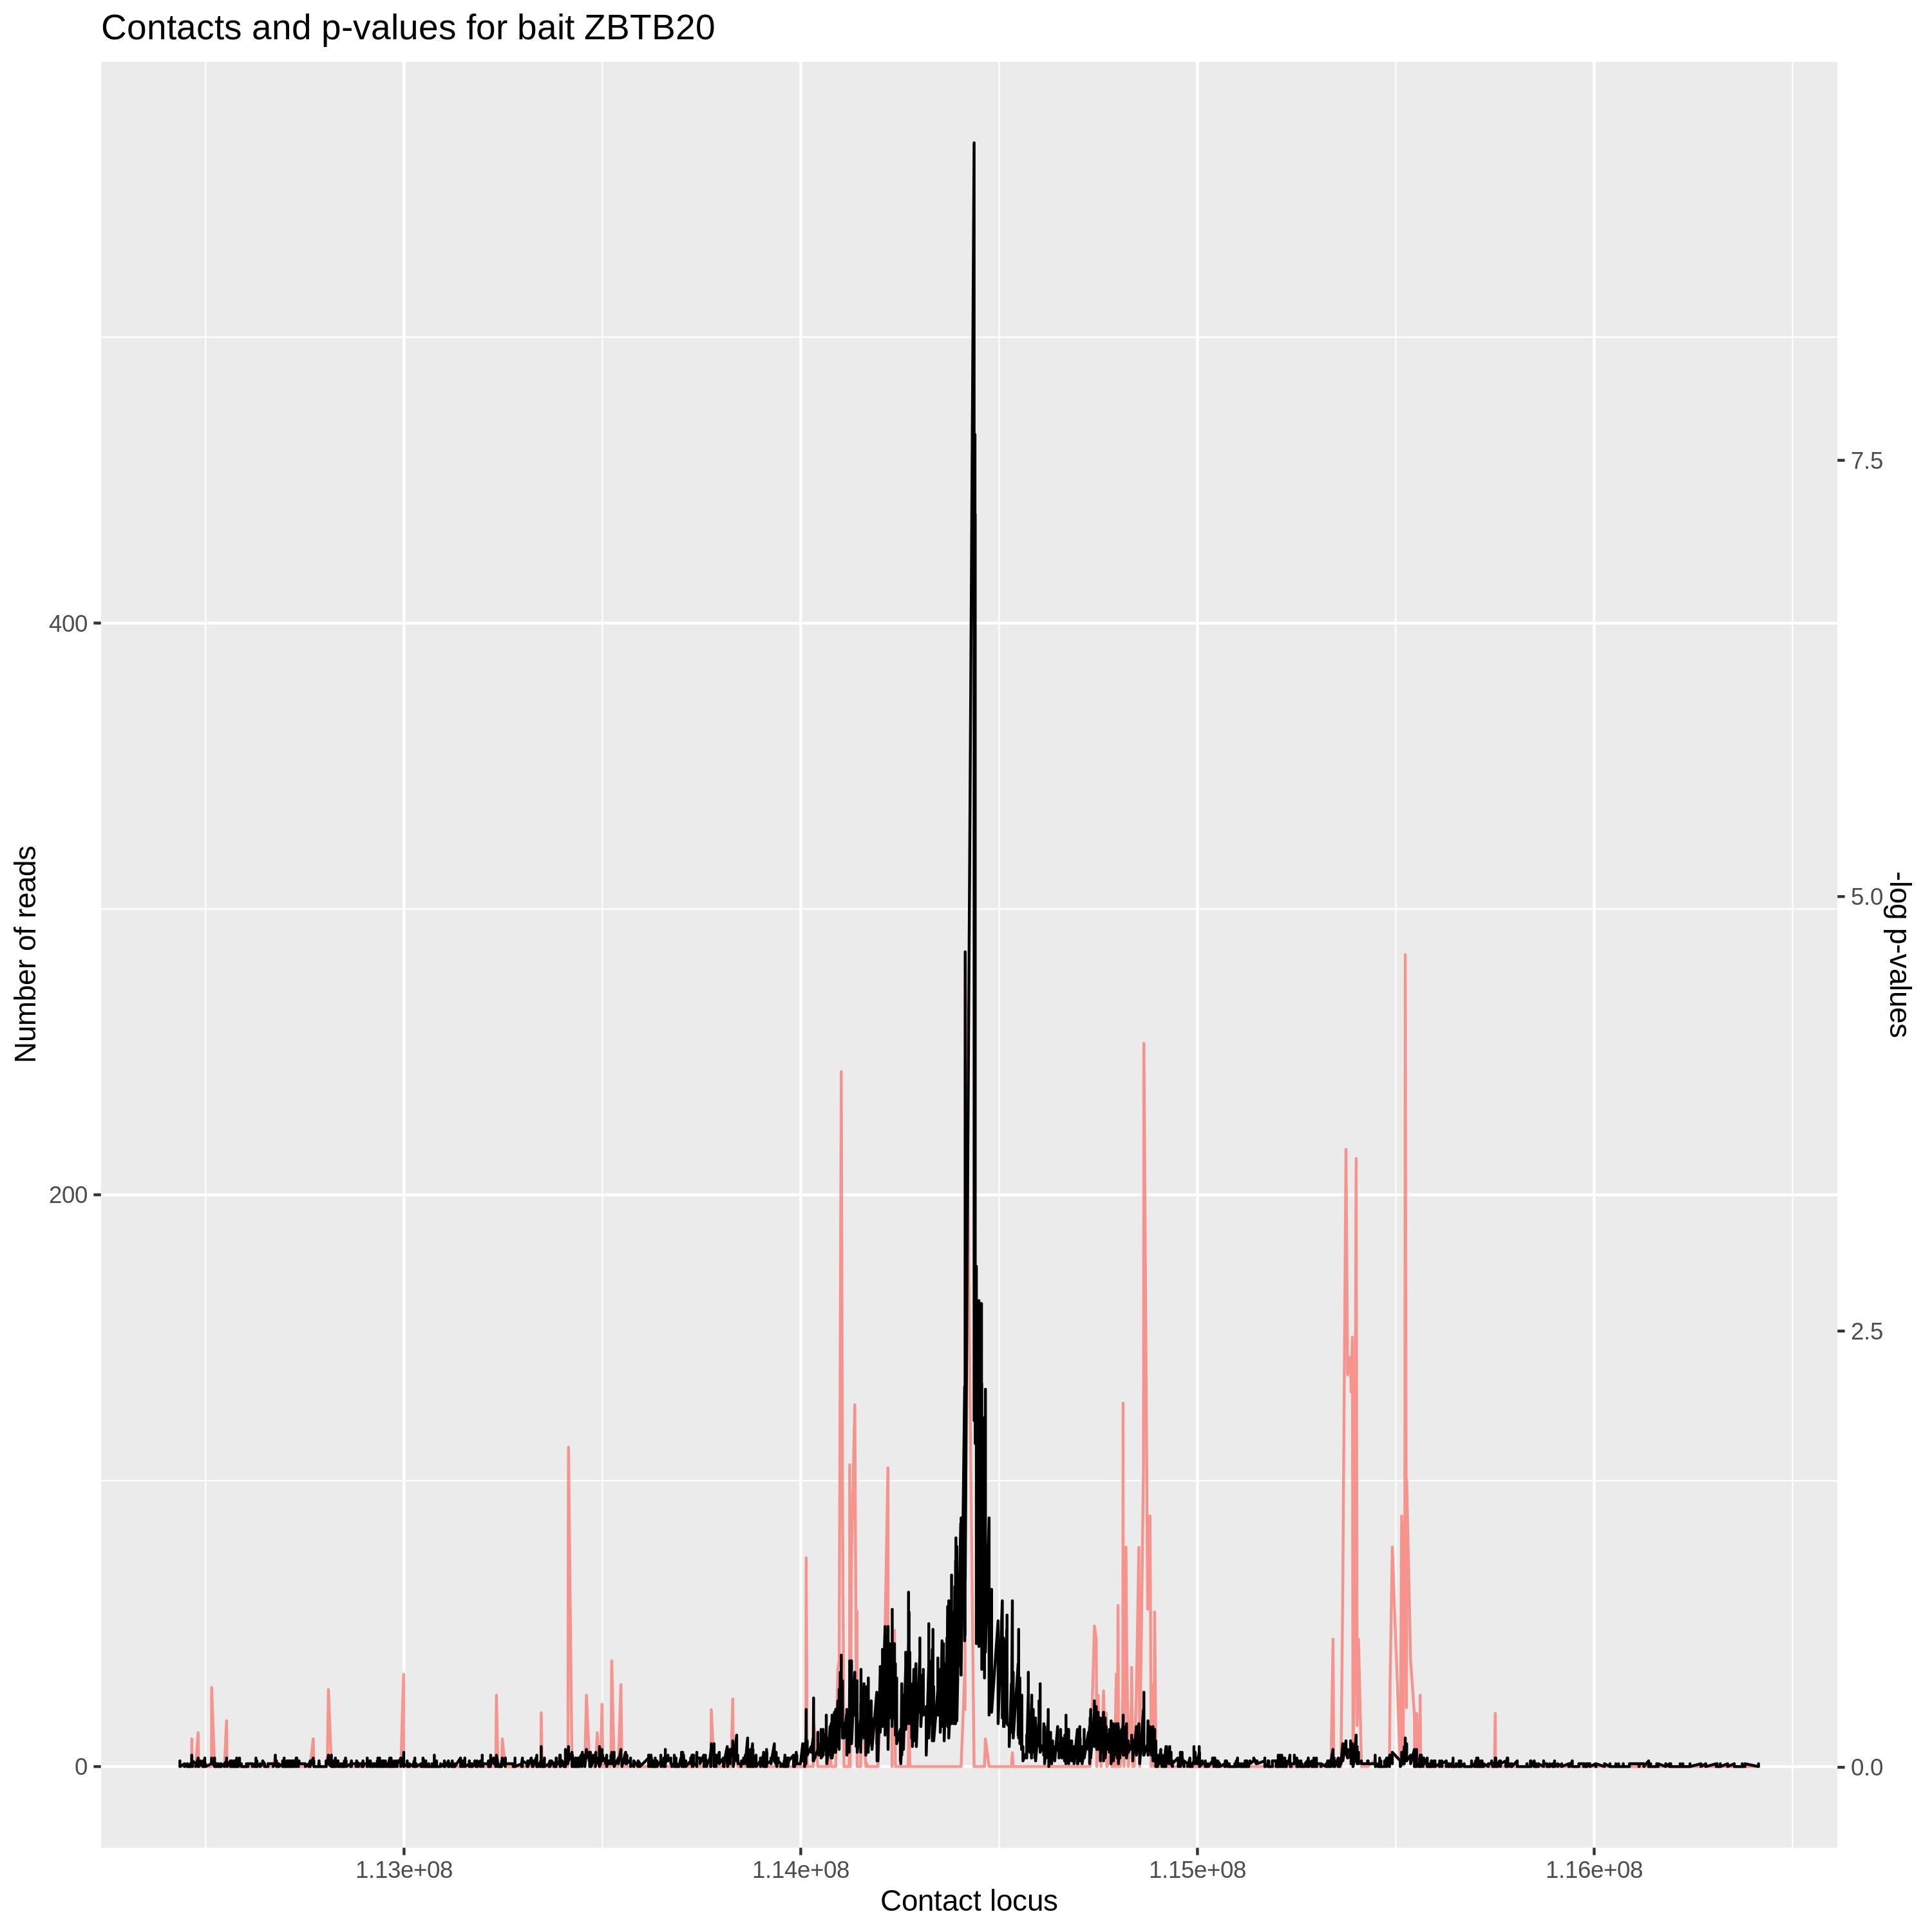 Contacts and p-values for bait ZBTB20
Number of reads
400
200
0
7.5
5.0
2.5
0.0
-log p-values
1.13e+08
1.14e+08
1.15e+08
1.16e+08
Contact locus